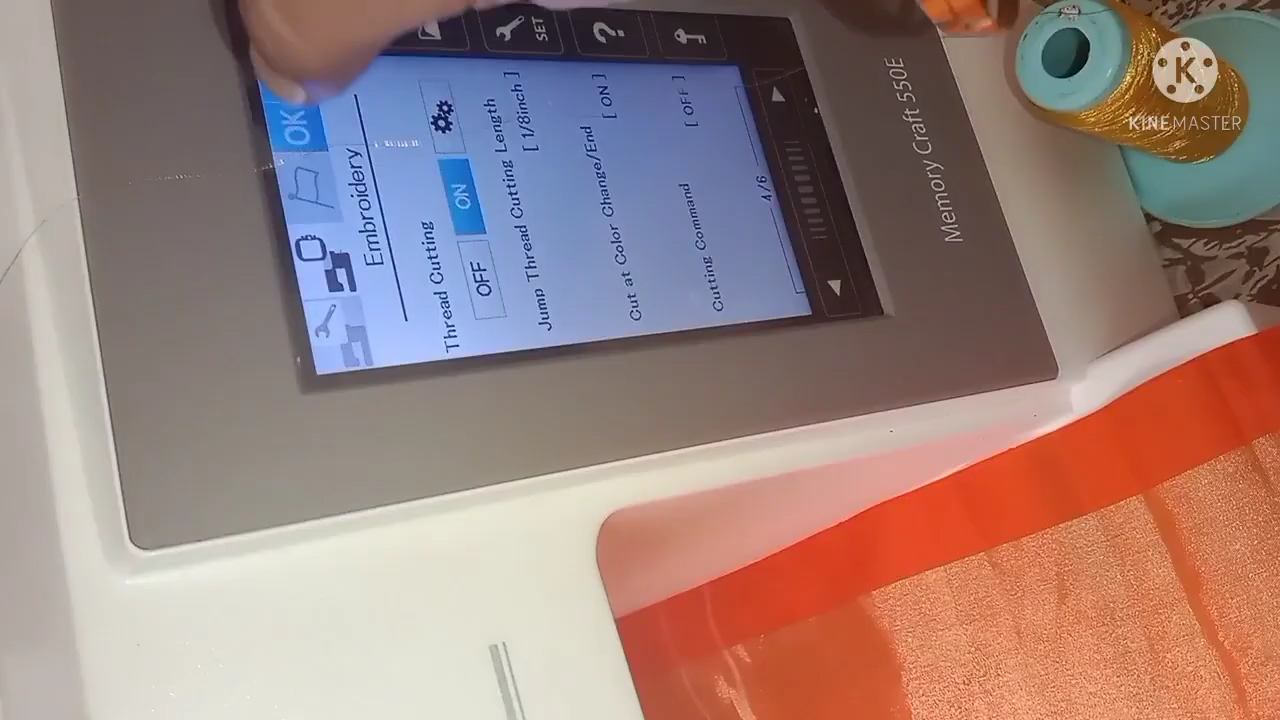 OK
SET
?
Embroidery
Thread Cutting
OFF
ON
Jump Thread Cutting Length
[ 1/8inch ]
Cut at Color Change/End
[ ON ]
Cutting Command
[ OFF ]
4/6
Memory Craft 550E
K
KINEMASTER